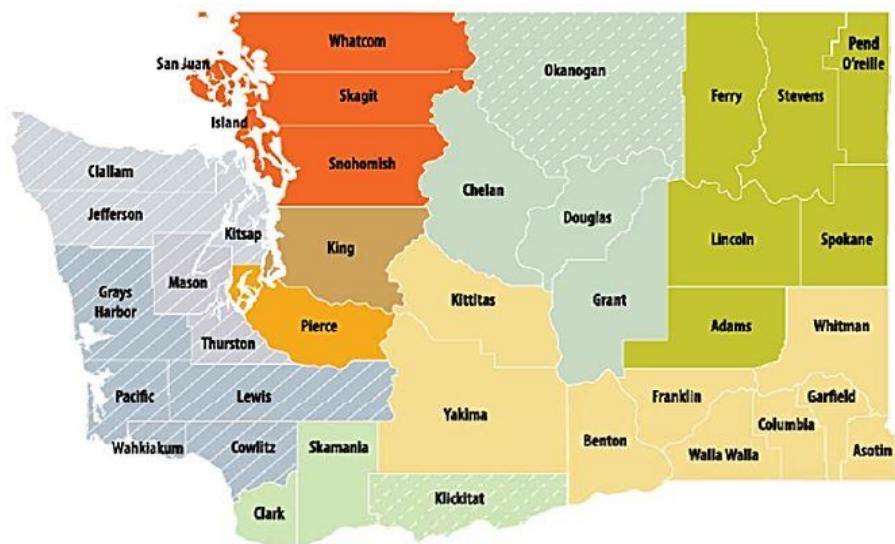 Whatcom
San Juan
Skagit
Island
Snohomish
Okanogan
Ferry
Stevens
Pend
O'reille
Clallam
Jefferson
Kitsap
Chelan
Douglas
Lincoln
Spokane
King
Mason
Grays
Harbor
Kittitas
Grant
Pierce
Thurston
Adams
Whitman
Pacific
Lewis
Yakima
Franklin
Garfield
Columbia
Wahkiakum
Cowlitz
Skamania
Benton
Walla Walla
Asotin
Klickitat
Clark